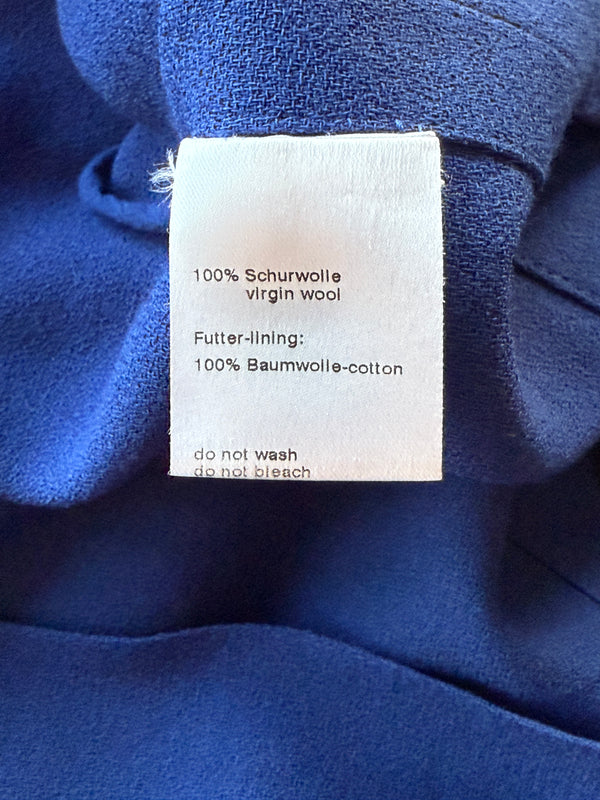 100% Schurwolle
virgin wool
Futter-lining:
100% Baumwolle-cotton
do not wash
do not bleach